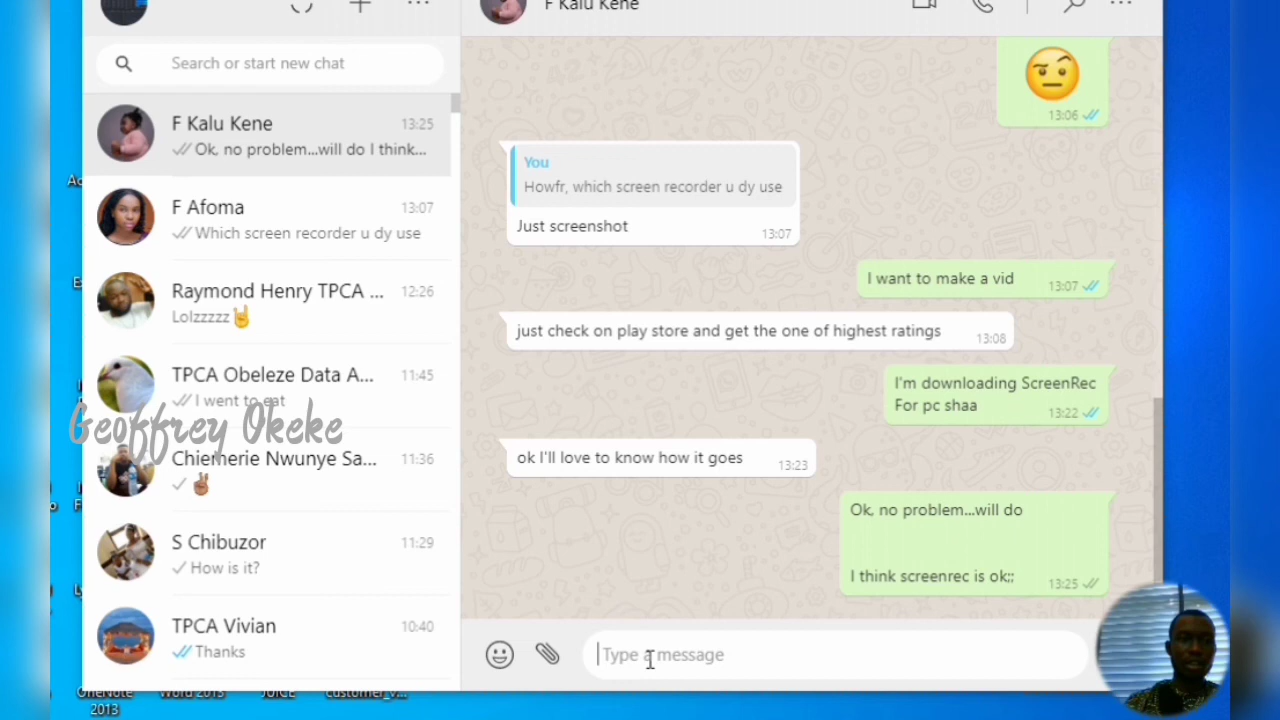 F Kalu Kene
Search or start new chat
F Kalu Kene 13:25
Ok, no problem...will do I think...
F Afoma 13:07
Which screen recorder u dy use
Raymond Henry TPCA ... 12:26
Lolzzzzz🤘
TPCA Obeleze Data A... 11:45
I went to eat
Geoffrey Okeke
Chiemerie Nwunye Sa... 11:36
✌🏾
S Chibuzor 11:29
How is it?
TPCA Vivian 10:40
Thanks
🤨
13:06
You
Howfr, which screen recorder u dy use
Just screenshot 13:07
I want to make a vid 13:07
just check on play store and get the one of highest ratings 13:08
I'm downloading ScreenRec
For pc shaa 13:22
ok I'll love to know how it goes 13:23
Ok, no problem...will do
I think screenrec is ok;; 13:25
Type a message
OneNote
2013
Word 2013
JUICE
customer_v...